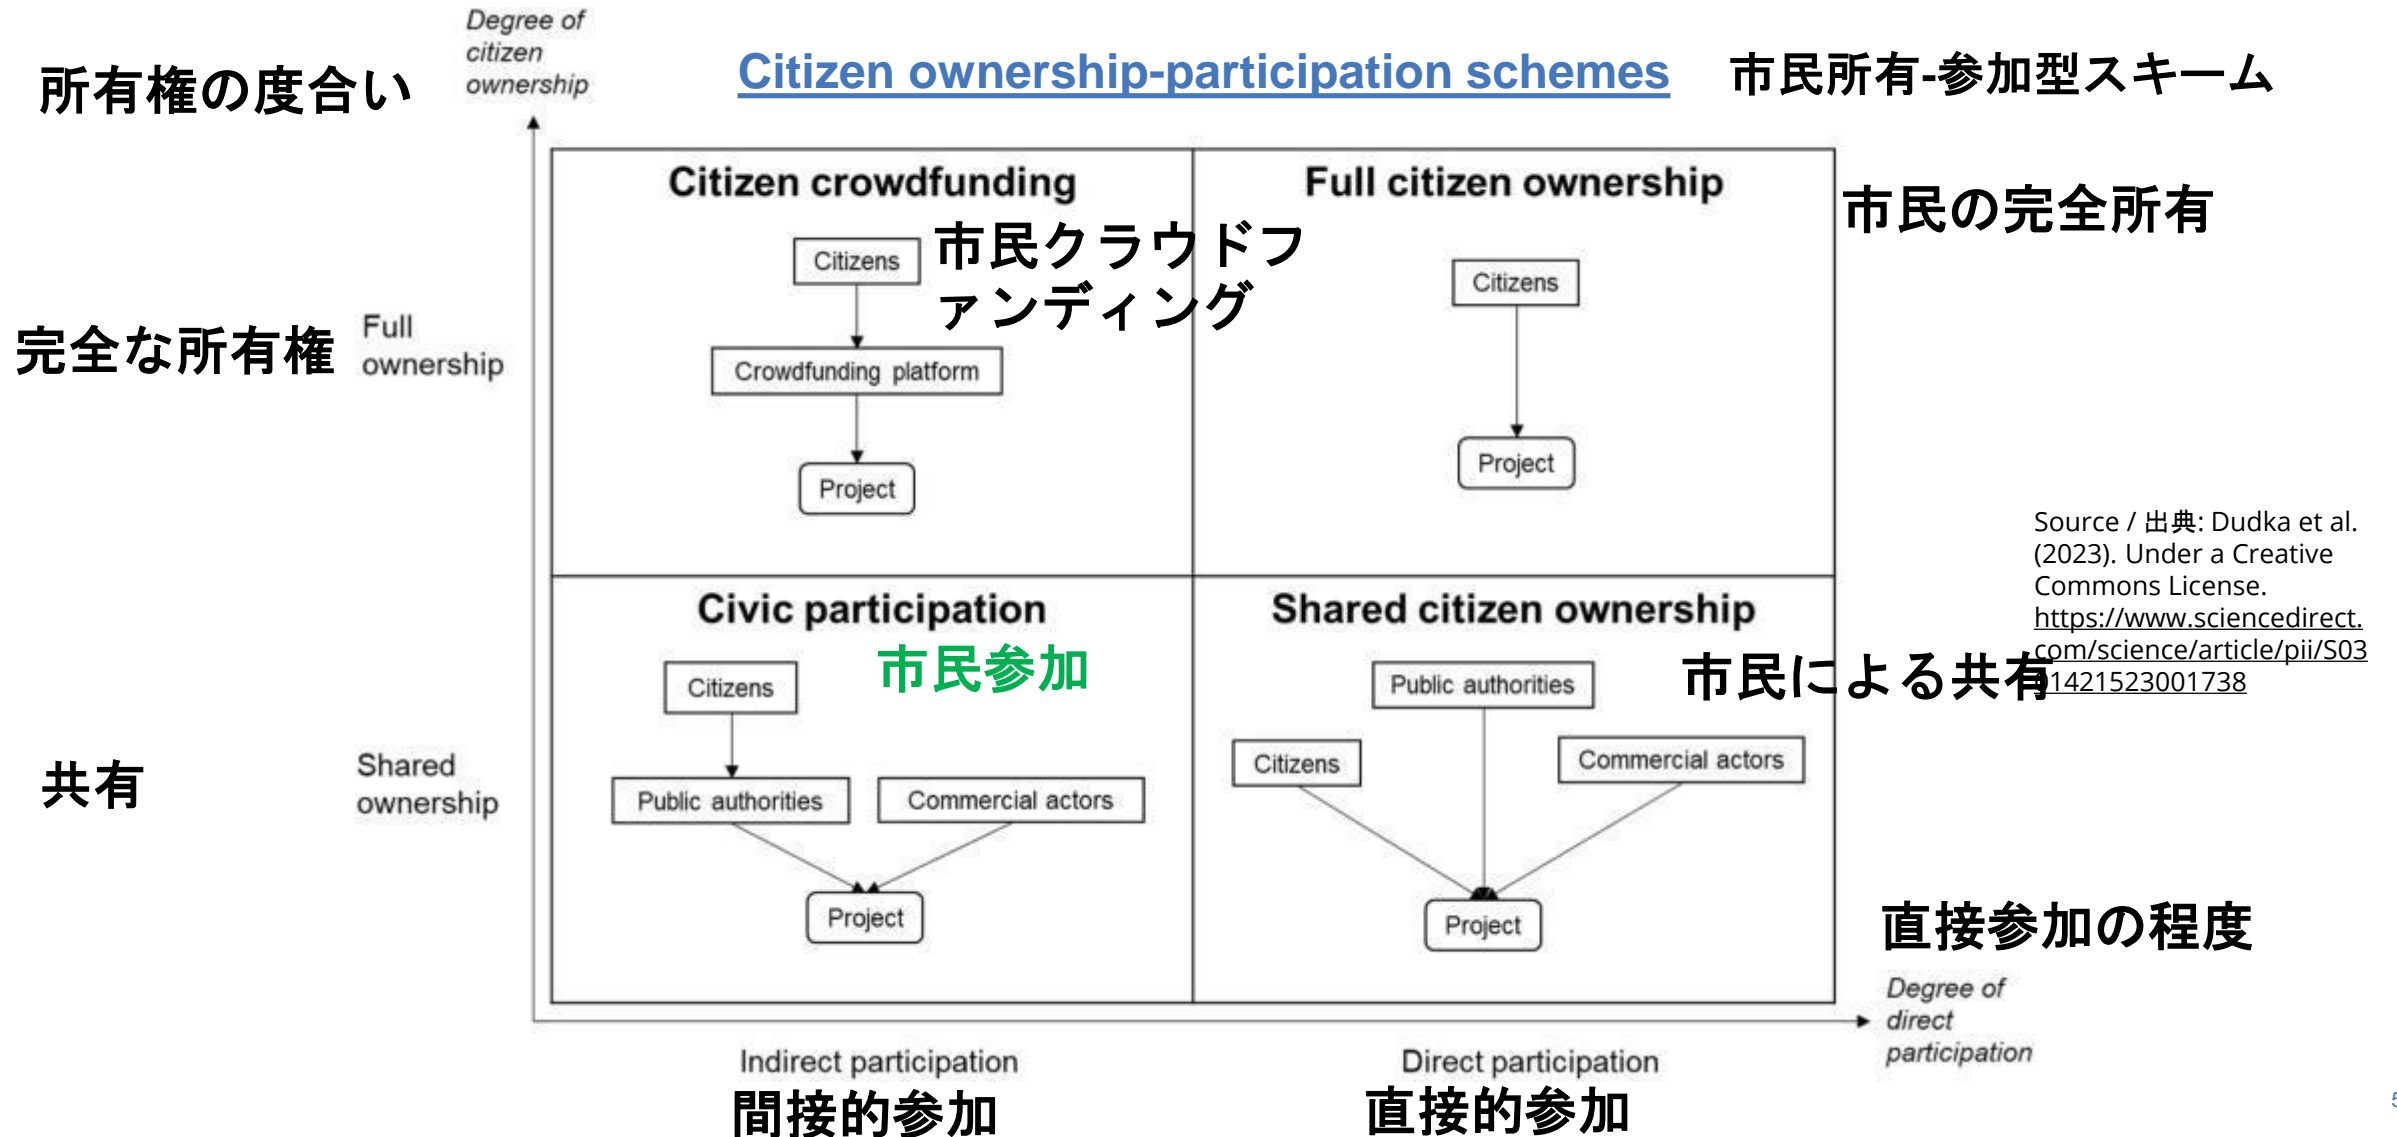 Degree of
citizen
ownership
所有権の度合い
Citizen ownership-participation schemes
市民所有-参加型スキーム
Citizen crowdfunding
市民クラウドフ
ァンディング
Citizens
Crowdfunding platform
Project
Full citizen ownership
市民の完全所有
Citizens
Project
完全な所有権
Full
ownership
Source / 出典: Dudka et al.
(2023). Under a Creative
Commons License.
https://www.sciencedirect.
com/science/article/pii/S03
01421523001738
Civic participation
市民参加
Citizens
Public authorities
Commercial actors
Project
Shared citizen ownership
市民による共有
Public authorities
Citizens
Commercial actors
Project
共有
Shared
ownership
直接参加の程度
Degree of
direct
participation
Indirect participation
間接的参加
Direct participation
直接的参加
5